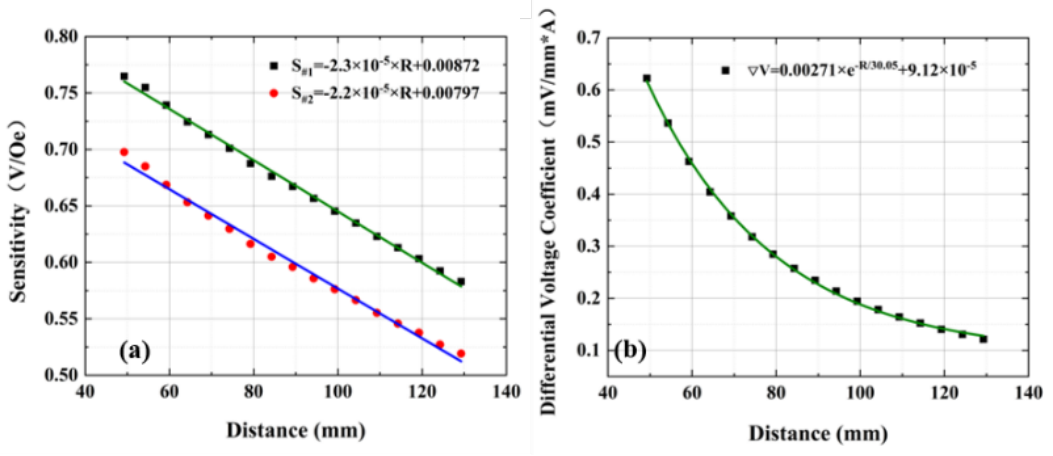 0.80
0.75
0.70
0.65
0.60
0.55
0.50
40
60
80
100
120
140
Sensitivity (V/Oe)
Distance (mm)
S#1=-2.3×10⁻⁵×R+0.00872
S#2=-2.2×10⁻⁵×R+0.00797
(a)
0.7
0.6
0.5
0.4
0.3
0.2
0.1
40
60
80
100
120
140
Differential Voltage Coefficient (mV/mm*A)
Distance (mm)
▽V=0.00271×e⁻ᴿ/³⁰·⁰⁵+9.12×10⁻⁵
(b)